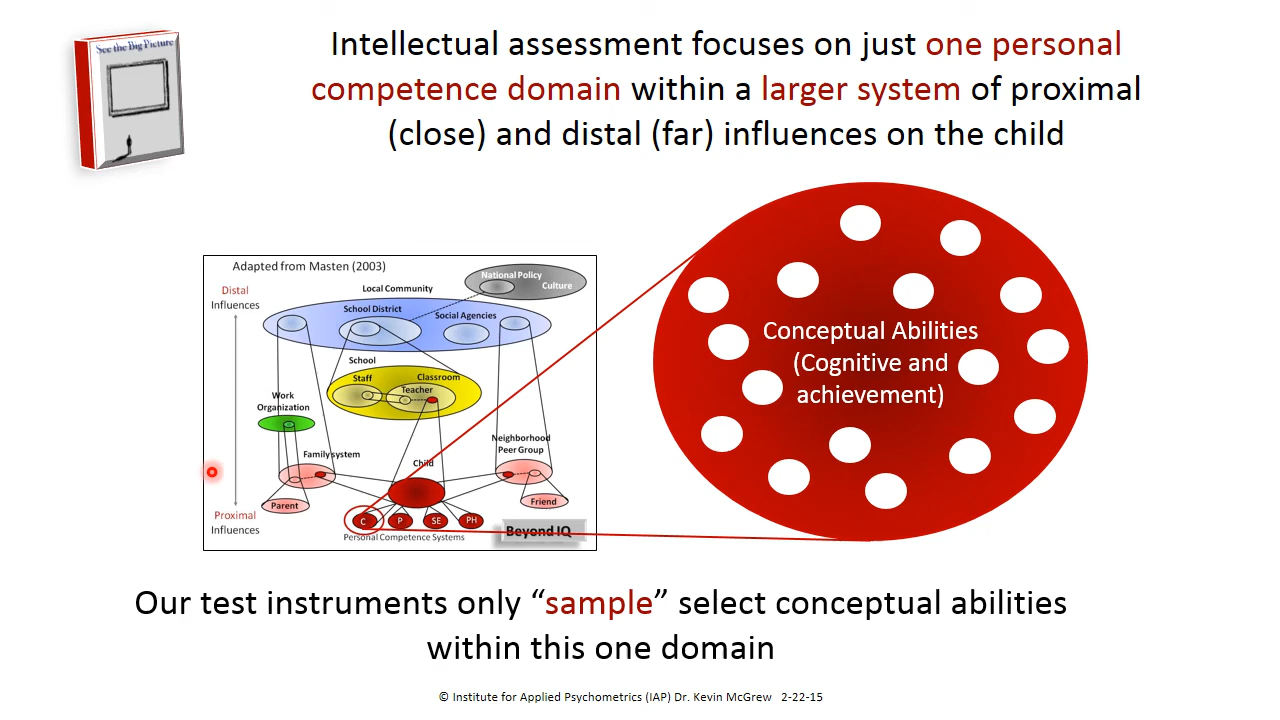 See the Big Picture
Intellectual assessment focuses on just one personal
competence domain within a larger system of proximal
(close) and distal (far) influences on the child
Adapted from Masten (2003)
National Policy
Culture
Distal
Influences
Local Community
School District
Social Agencies
School
Staff
Classroom
Teacher
Work
Organization
Neighborhood
Peer Group
Family system
Child
Parent
Friend
Proximal
Influences
C
P
SE
PH
Personal Competence Systems
Beyond IQ
Conceptual Abilities
(Cognitive and
achievement)
Our test instruments only “sample” select conceptual abilities
within this one domain
© Institute for Applied Psychometrics (IAP) Dr. Kevin McGrew 2-22-15